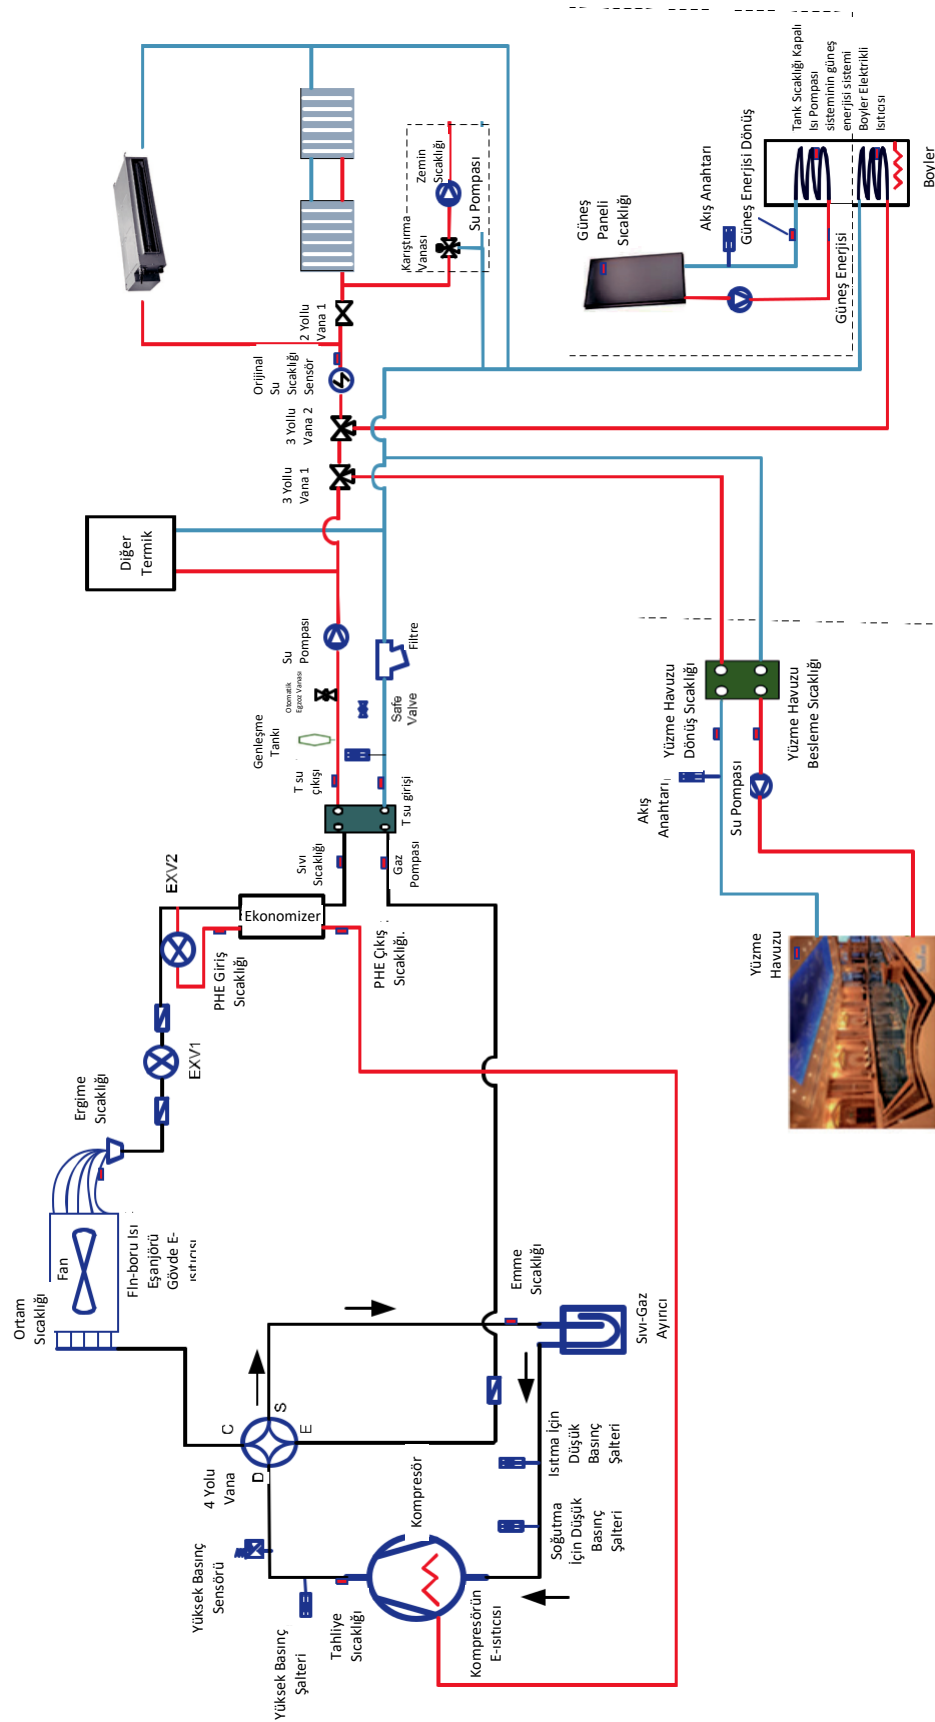 Ortam
Sıcaklığı
Fan
FIn-boru Isı
Eşanjörü
Gövde E-
ısıtıcısı
Ergime
Sıcaklığı
EXV1
EXV2
PHE Giriş
Sıcaklığı
Ekonomizer
PHE Çıkış
Sıcaklığı.
Sıvı
Sıcaklığı
Gaz
Pompası
T su
çıkışı
T su girişi
Genleşme
Tankı
Otomatik
Egzoz Vanası
Safe
Valve
Su
Pompası
Filtre
Diğer
Termik
3 Yollu
Vana 1
3 Yollu
Vana 2
Orijinal
Su
Sıcaklığı
Sensör
2 Yollu
Vana 1
Karıştırma
Vanası
Zemin
Sıcaklığı
Su Pompası
Güneş
Paneli
Sıcaklığı
Akış Anahtarı
Güneş Enerjisi Dönüş
Güneş Enerjisi
Tank Sıcaklığı Kapalı
Isı Pompası
sisteminin güneş
enerjisi sistemi
Boyler Elektrikli
Isıtıcısı
Boyler
4 Yolu
Vana
C
D
S
E
Yüksek Basınç
Sensörü
Yüksek Basınç
Şalteri
Tahliye
Sıcaklığı
Kompresör
Kompresörün
E-ısıtıcısı
Soğutma
İçin Düşük
Basınç
Şalteri
Isıtma İçin
Düşük
Basınç
Şalteri
Emme
Sıcaklığı
Sıvı-Gaz
Ayırıcı
Yüzme
Havuzu
Akış
Anahtarı
Su Pompası
Yüzme Havuzu
Dönüş Sıcaklığı
Yüzme Havuzu
Besleme Sıcaklığı